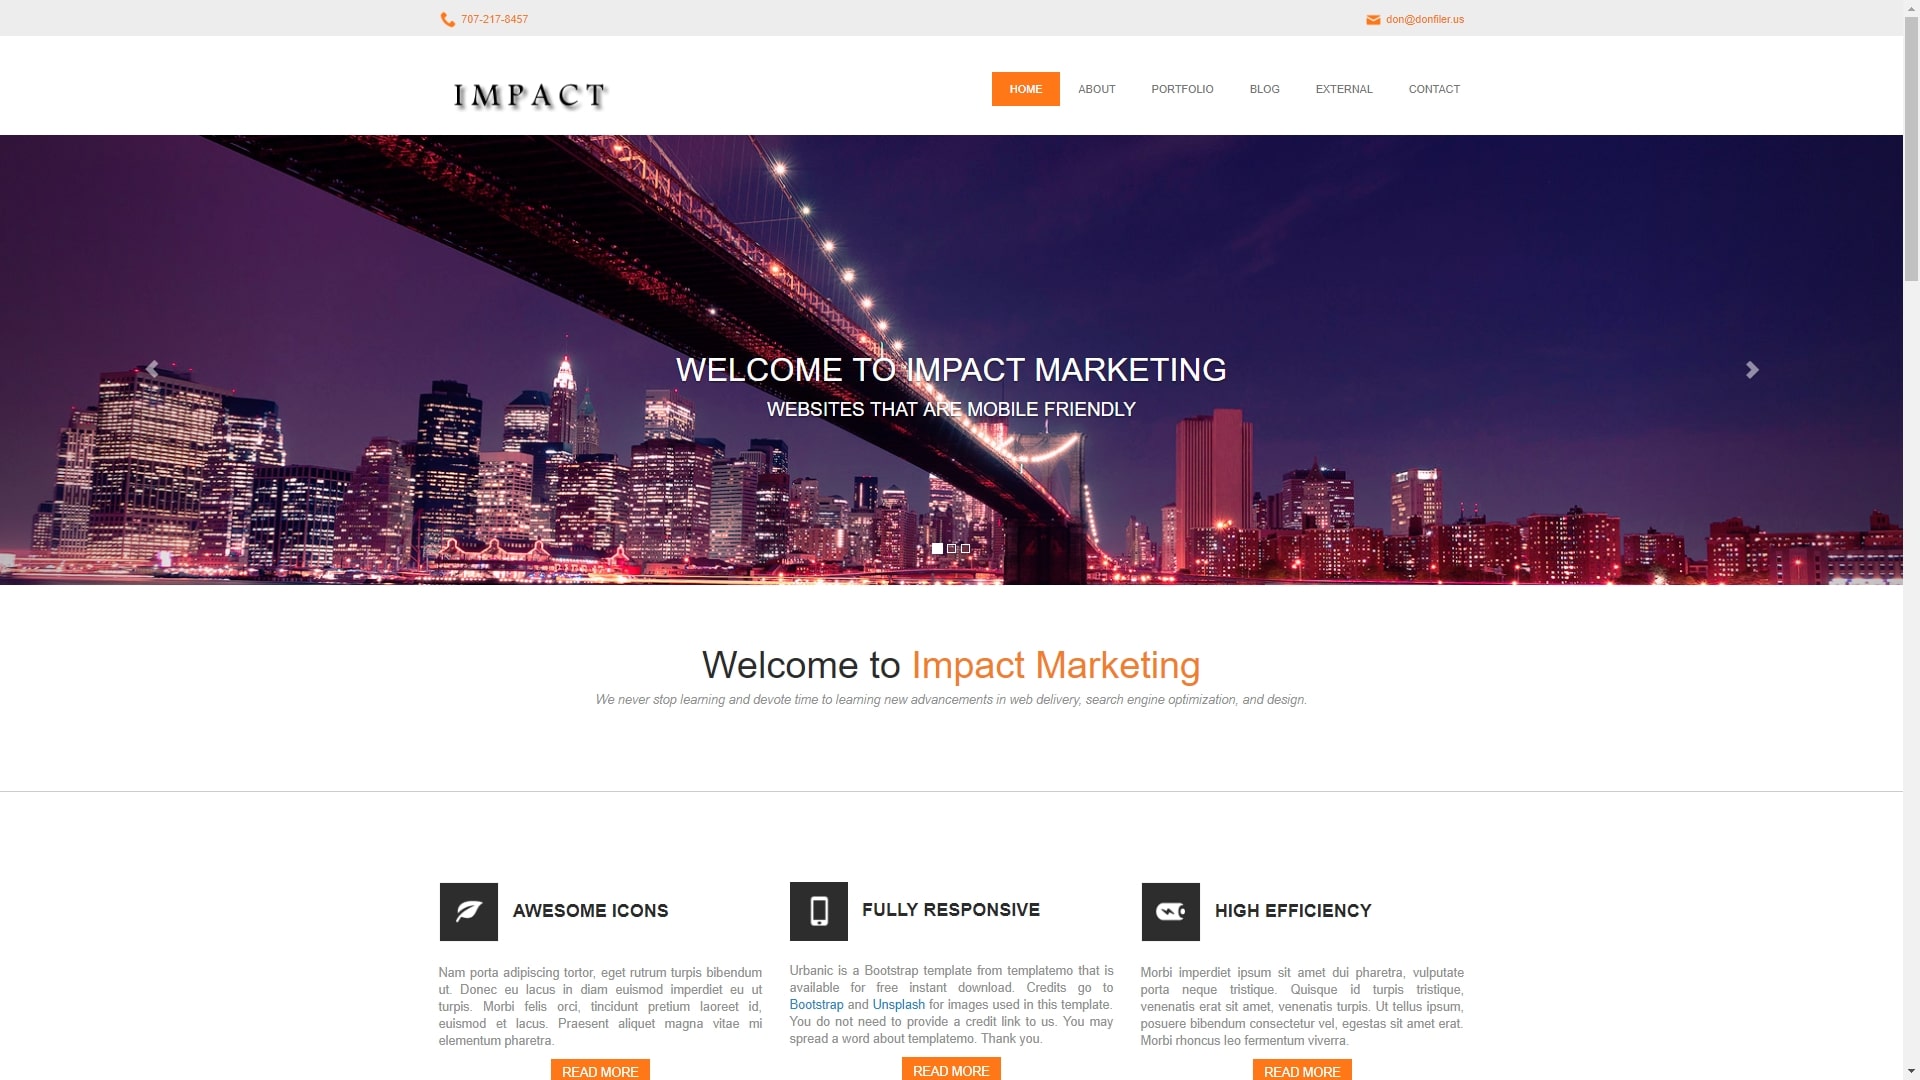 707-217-8457
don@donfiler.us
IMPACT
HOME
ABOUT
PORTFOLIO
BLOG
EXTERNAL
CONTACT
WELCOME TO IMPACT MARKETING
WEBSITES THAT ARE MOBILE FRIENDLY
Welcome to Impact Marketing
We never stop learning and devote time to learning new advancements in web delivery, search engine optimization, and design.
AWESOME ICONS
Nam porta adipiscing tortor, eget rutrum turpis bibendum
ut. Donec eu lacus in diam euismod imperdiet eu ut
turpis. Morbi felis orci, tincidunt pretium laoreet id,
euismod et lacus. Praesent aliquet magna vitae mi
elementum pharetra.
READ MORE
FULLY RESPONSIVE
Urbanic is a Bootstrap template from templatemo that is
available for free instant download. Credits go to
Bootstrap and Unsplash for images used in this template.
You do not need to provide a credit link to us. You may
spread a word about templatemo. Thank you.
READ MORE
HIGH EFFICIENCY
Morbi imperdiet ipsum sit amet dui pharetra, vulputate
porta neque tristique. Quisque id turpis tristique,
venenatis erat sit amet, venenatis turpis. Ut tellus ipsum,
posuere bibendum consectetur vel, egestas sit amet erat.
Morbi rhoncus leo fermentum viverra.
READ MORE